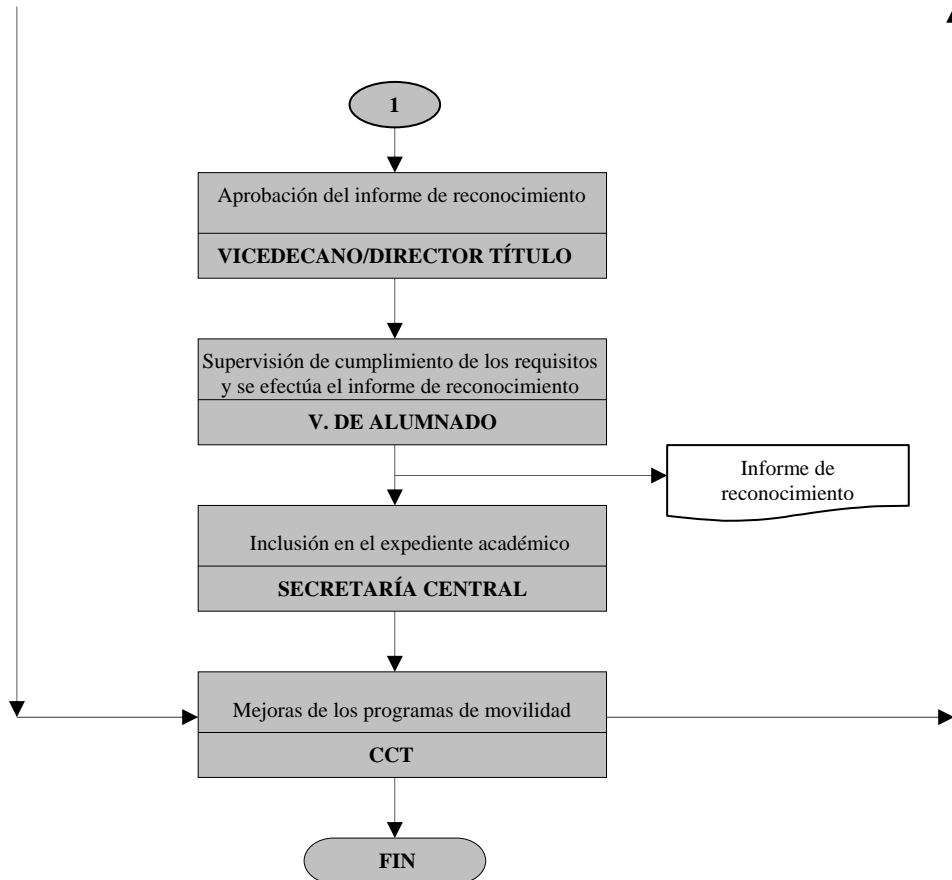 1
Aprobación del informe de reconocimiento
VICEDECANO/DIRECTOR TÍTULO
Supervisión de cumplimiento de los requisitos
y se efectúa el informe de reconocimiento
V. DE ALUMNADO
Informe de
reconocimiento
Inclusión en el expediente académico
SECRETARÍA CENTRAL
Mejoras de los programas de movilidad
CCT
FIN